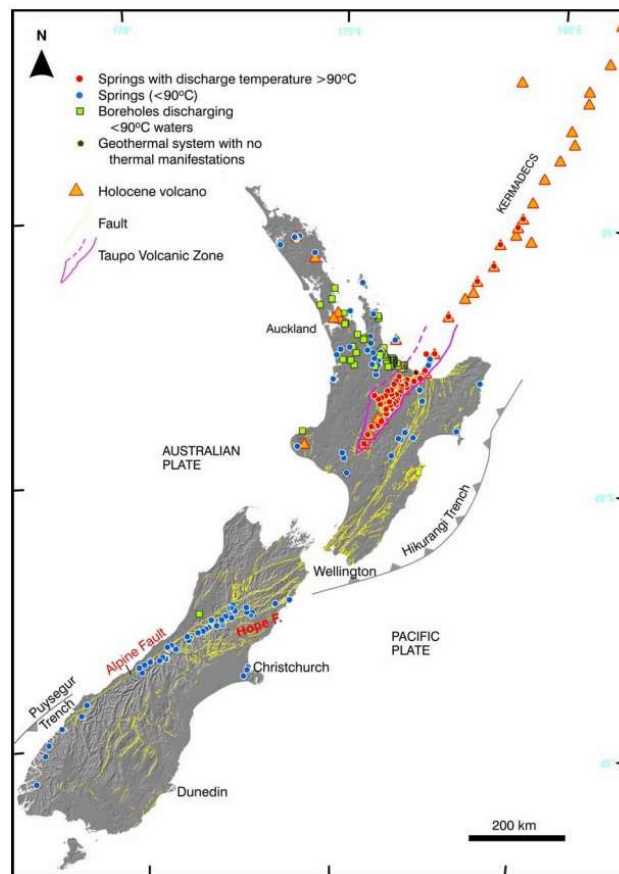 N
Springs with discharge temperature >90ºC
Springs (<90ºC)
Boreholes discharging
<90ºC waters
Geothermal system with no
thermal manifestations
Holocene volcano
Fault
Taupo Volcanic Zone
KERMADECS
Auckland
AUSTRALIAN
PLATE
Hikurangi Trench
Wellington
Hope F.
Alpine Fault
PACIFIC
PLATE
Christchurch
Puysegur
Trench
Dunedin
200 km